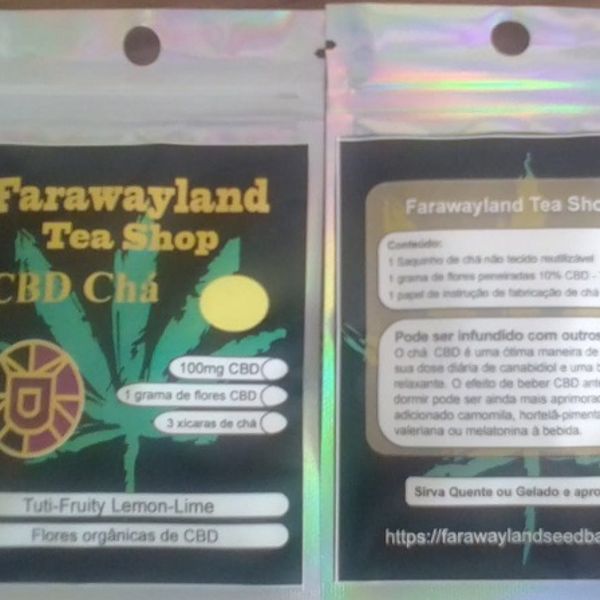 Farawayland
Tea Shop
CBD Chá
100mg CBD
1 grama de flores CBD
3 xícaras de chá
Tuti-Fruity Lemon-Lime
Flores orgânicas de CBD
Farawayland Tea Sho
Conteúdo:
1 Saquinho de chá não tecido reutilizável
1 grama de flores peneiradas 10% CBD -
1 papel de instrução de fabricação de chá
Pode ser infundido com outros
O chá CBD é uma ótima maneira de
sua dose diária de canabidiol e uma b
relaxante. O efeito de beber CBD ant
dormir pode ser ainda mais aprimorad
adicionado camomila, hortelã-pimenta
valeriana ou melatonina à bebida.
Sirva Quente ou Gelado e apro
https://farawaylandseedba